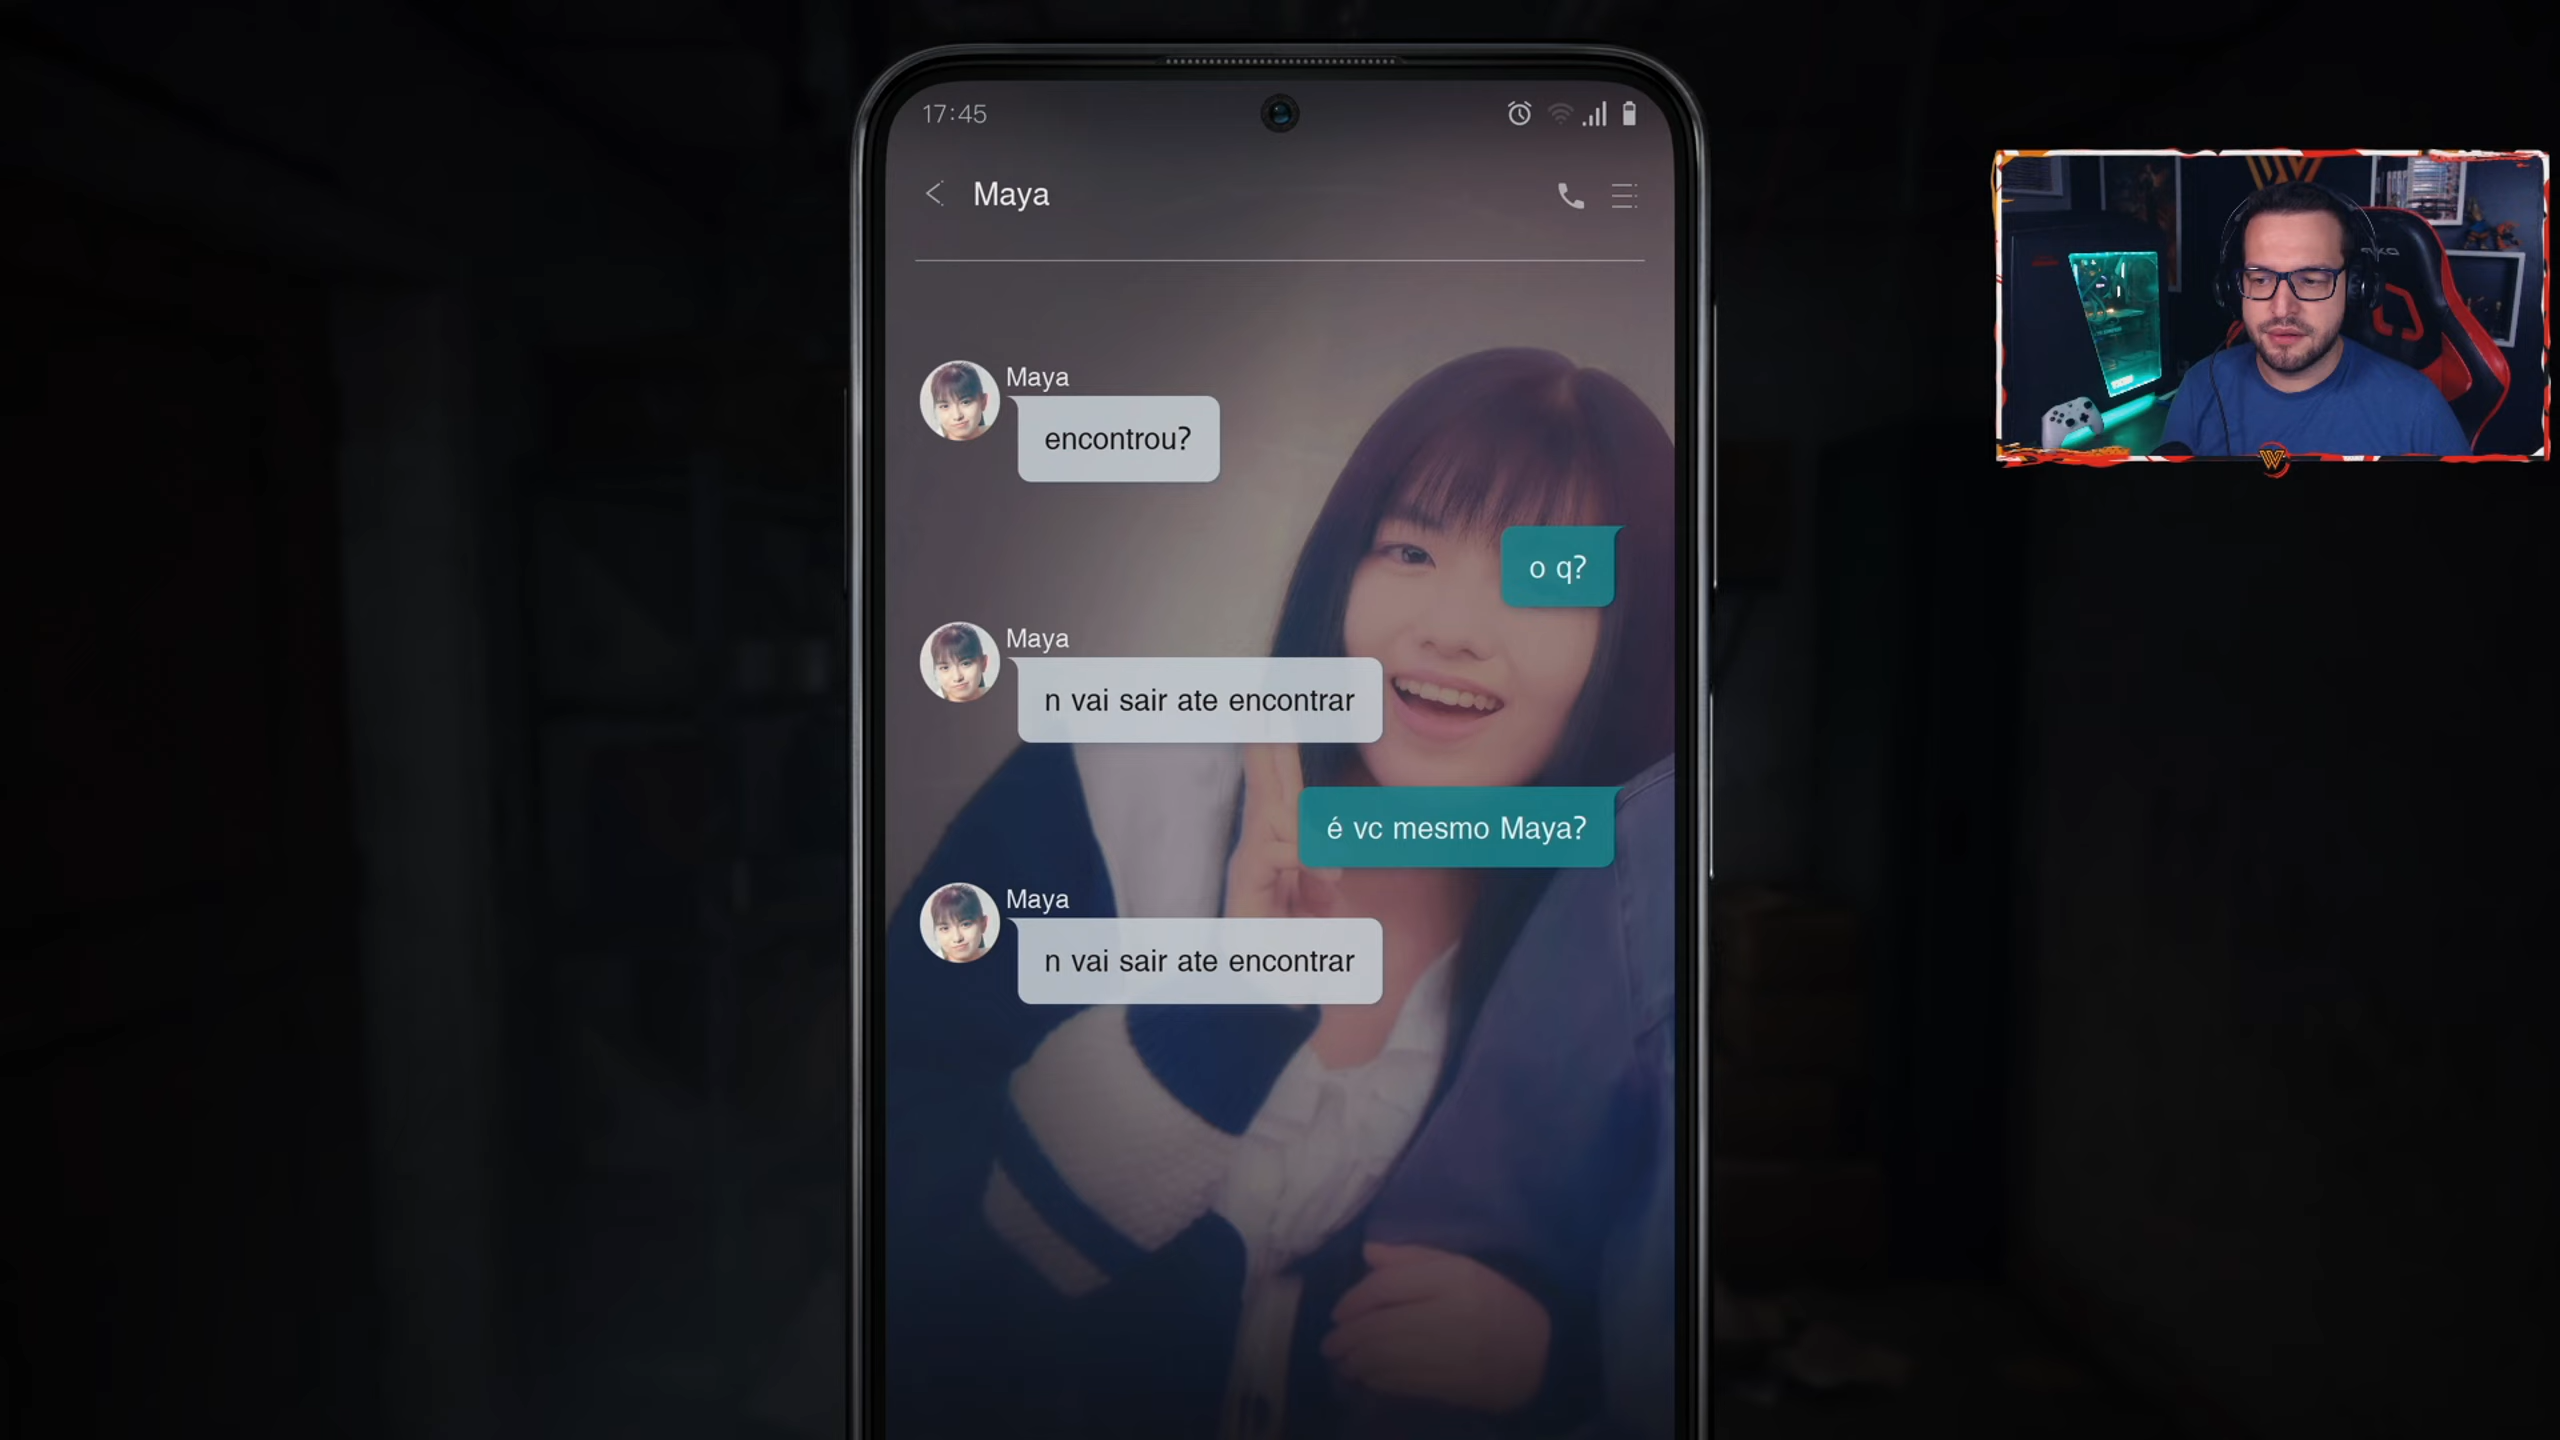 17:45
Maya
Maya
encontrou?
o q?
Maya
n vai sair ate encontrar
é vc mesmo Maya?
Maya
n vai sair ate encontrar